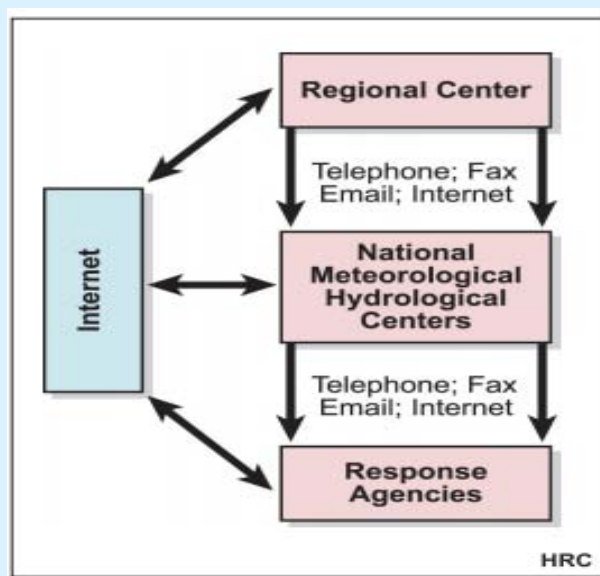 Regional Center
Telephone; Fax
Email; Internet
Internet
National
Meteorological
Hydrological
Centers
Telephone; Fax
Email; Internet
Response
Agencies
HRC